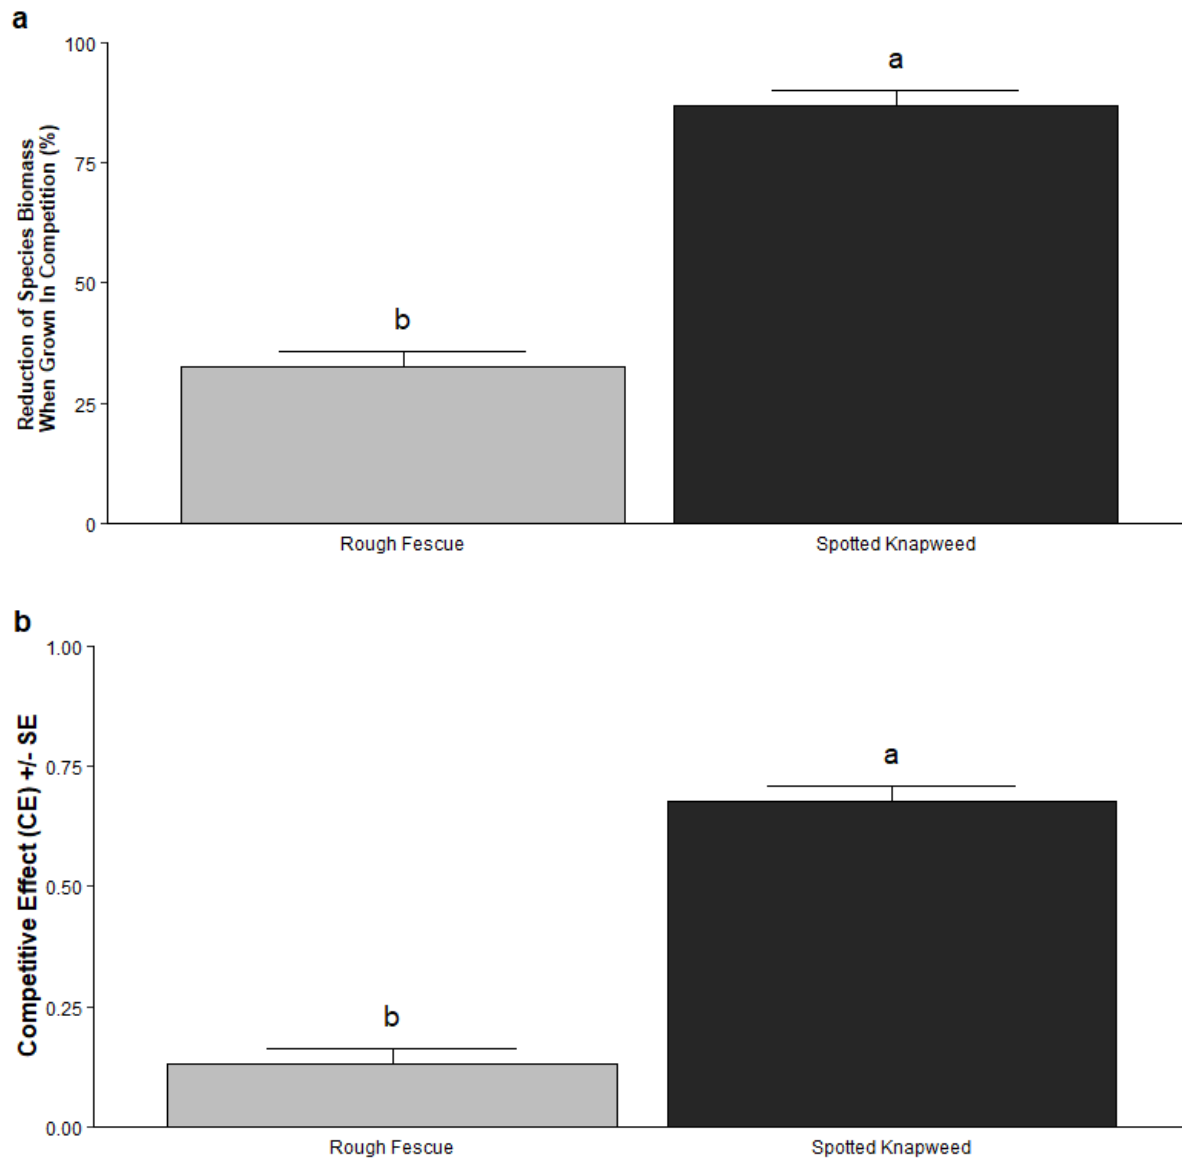 a
100
75
50
25
0
Reduction of Species Biomass
When Grown In Competition (%)
b
a
Rough Fescue
Spotted Knapweed
b
1.00
0.75
0.50
0.25
0.00
Competitive Effect (CE) +/- SE
b
a
Rough Fescue
Spotted Knapweed